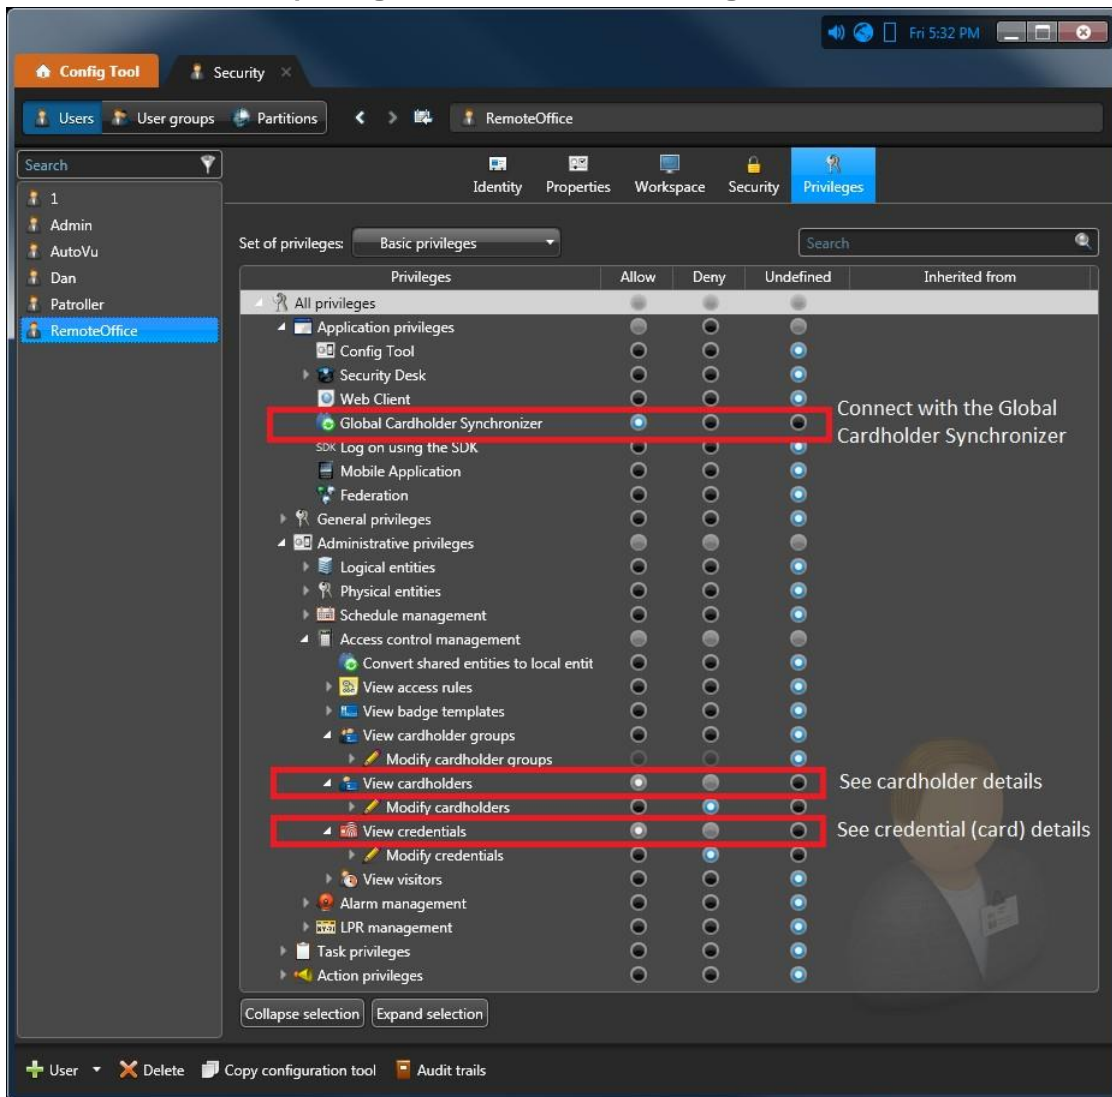 Fri 5:32 PM
Config Tool
Security
Users
User groups
Partitions
RemoteOffice
Search
1
Admin
AutoVu
Dan
Patroller
RemoteOffice
Identity
Properties
Workspace
Security
Privileges
Set of privileges:
Basic privileges
Search
Privileges Allow Deny Undefined Inherited from
All privileges
Application privileges
Config Tool
Security Desk
Web Client
Global Cardholder Synchronizer
SDK Log on using the SDK
Mobile Application
Federation
General privileges
Administrative privileges
Logical entities
Physical entities
Schedule management
Access control management
Convert shared entities to local entit
View access rules
View badge templates
View cardholder groups
Modify cardholder groups
View cardholders
Modify cardholders
View credentials
Modify credentials
View visitors
Alarm management
LPR management
Task privileges
Action privileges
Connect with the Global
Cardholder Synchronizer
See cardholder details
See credential (card) details
Collapse selection
Expand selection
User
Delete
Copy configuration tool
Audit trails